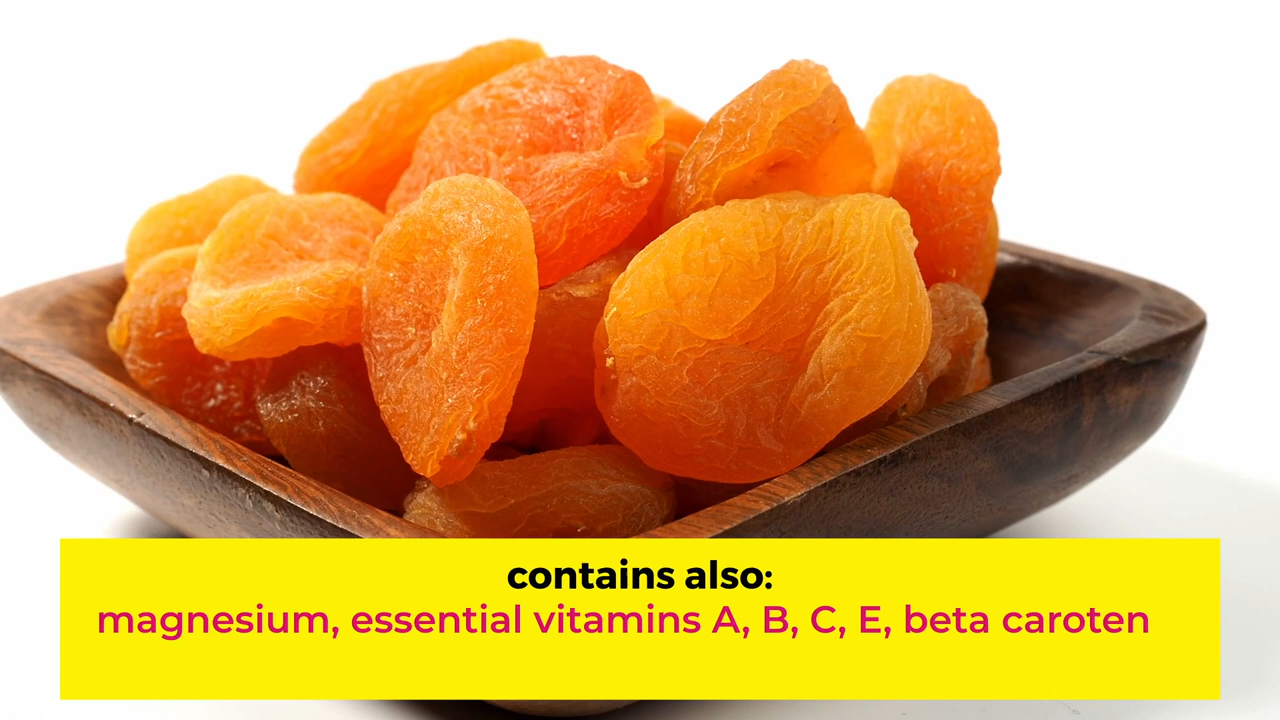 contains also:
magnesium, essential vitamins A, B, C, E, beta caroten